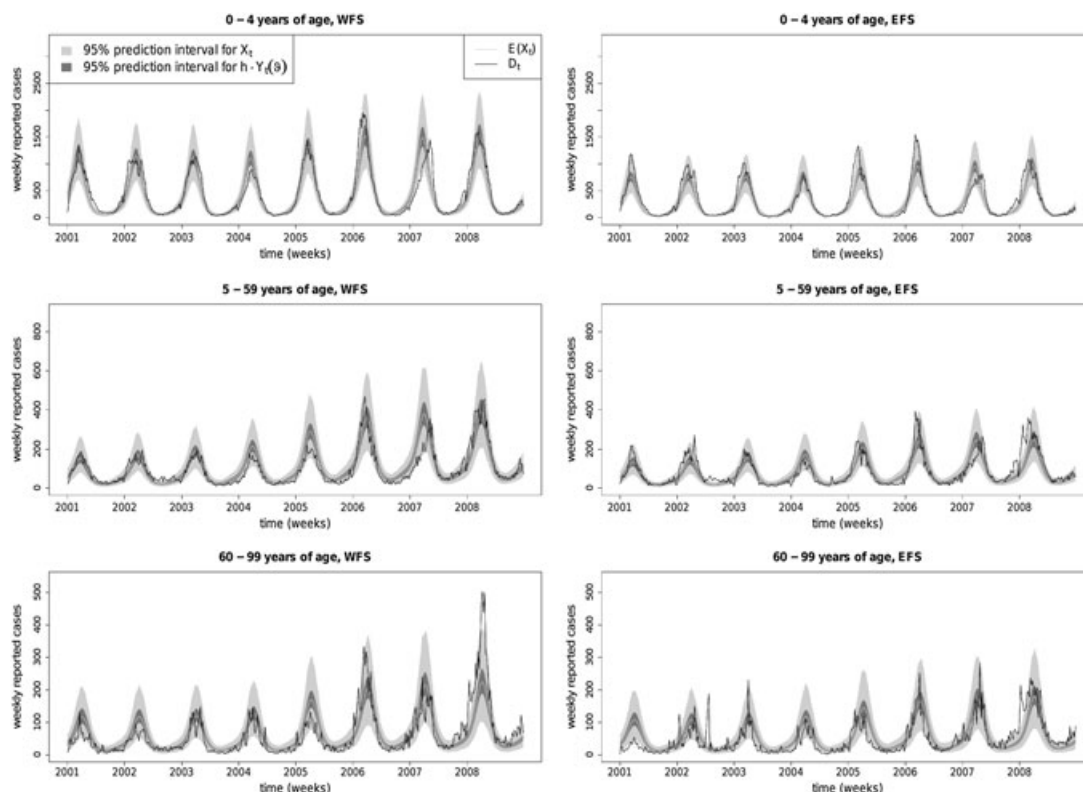 0 – 4 years of age, WFS
95% prediction interval for Xt
95% prediction interval for h · Yt(ϑ)
E(Xt)
Dt
weekly reported cases
0 500 1500 2500
2001 2002 2003 2004 2005 2006 2007 2008
time (weeks)
0 – 4 years of age, EFS
weekly reported cases
0 500 1500 2500
2001 2002 2003 2004 2005 2006 2007 2008
time (weeks)
5 – 59 years of age, WFS
weekly reported cases
0 200 400 600 800
2001 2002 2003 2004 2005 2006 2007 2008
time (weeks)
5 – 59 years of age, EFS
weekly reported cases
0 200 400 600 800
2001 2002 2003 2004 2005 2006 2007 2008
time (weeks)
60 – 99 years of age, WFS
weekly reported cases
0 100 200 300 400 500
2001 2002 2003 2004 2005 2006 2007 2008
time (weeks)
60 – 99 years of age, EFS
weekly reported cases
0 100 200 300 400 500
2001 2002 2003 2004 2005 2006 2007 2008
time (weeks)